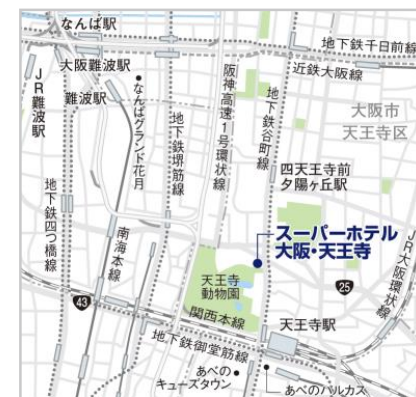 なんば駅
地下鉄千日前線
大阪難波駅
近鉄大阪線
難波駅
JR難波駅
なんばグランド花月
地下鉄堺筋線
阪神高速1号環状線
地下鉄谷町線
大阪市
天王寺区
四天王寺前
夕陽ヶ丘駅
地下鉄四つ橋線
南海本線
スーパーホテル
大阪・天王寺
JR大阪環状線
天王寺
動物園
25
43
関西本線
天王寺駅
地下鉄御堂筋線
あべの
キューズタウン
あべのハルカス